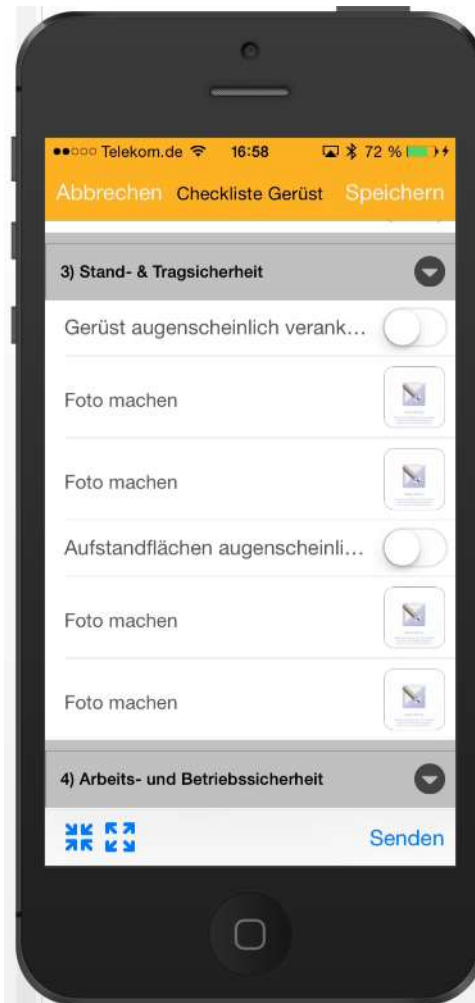 Telekom.de 16:58 72 %
Abbrechen Checkliste Gerüst Speichern
3) Stand- & Tragsicherheit
Gerüst augenscheinlich verank...
Foto machen
Foto machen
Aufstandflächen augenscheinli...
Foto machen
Foto machen
4) Arbeits- und Betriebssicherheit
Senden